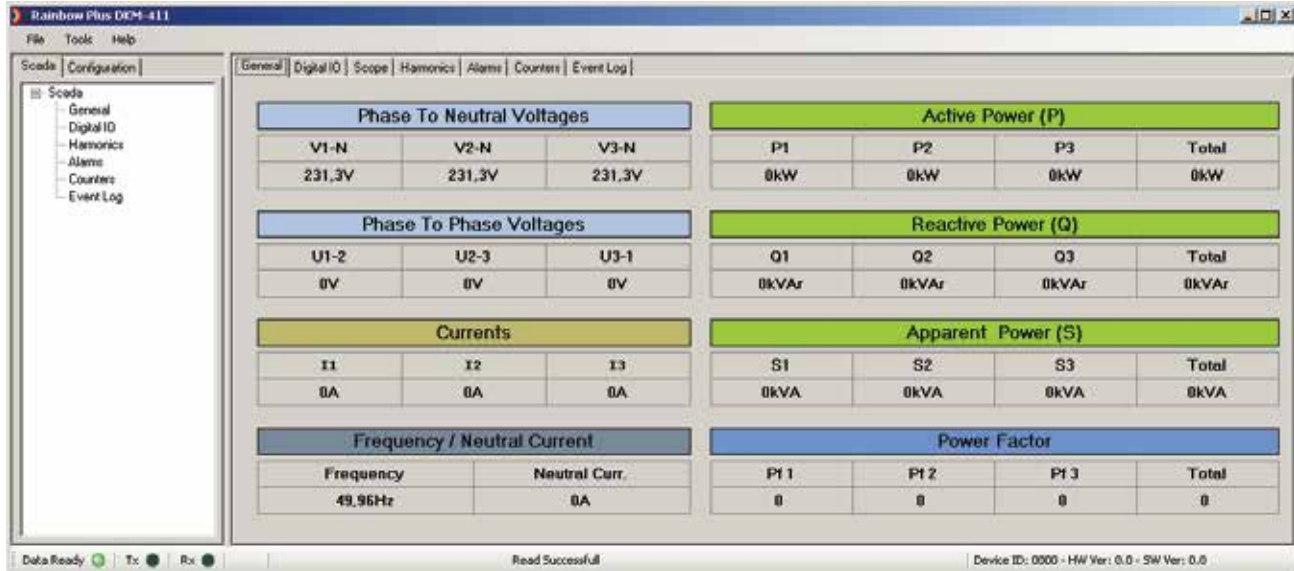 Rainbow Plus DKM-411
File Tools Help
Scada Configuration
General Digital IO Scope Harmonics Alarms Counters Event Log
Scada
General
Digital IO
Harmonics
Alarms
Counters
Event Log
Phase To Neutral Voltages
V1-N V2-N V3-N
231,3V 231,3V 231,3V
Phase To Phase Voltages
U1-2 U2-3 U3-1
0V 0V 0V
Currents
I1 I2 I3
0A 0A 0A
Frequency / Neutral Current
Frequency Neutral Curr.
49,96Hz 0A
Active Power (P)
P1 P2 P3 Total
0kW 0kW 0kW 0kW
Reactive Power (Q)
Q1 Q2 Q3 Total
0kVAr 0kVAr 0kVAr 0kVAr
Apparent Power (S)
S1 S2 S3 Total
0kVA 0kVA 0kVA 0kVA
Power Factor
Pf 1 Pf 2 Pf 3 Total
0 0 0 0
Data Ready Tx Rx Read Successfull Device ID: 0000 - HW Ver: 0.0 - SW Ver: 0.0